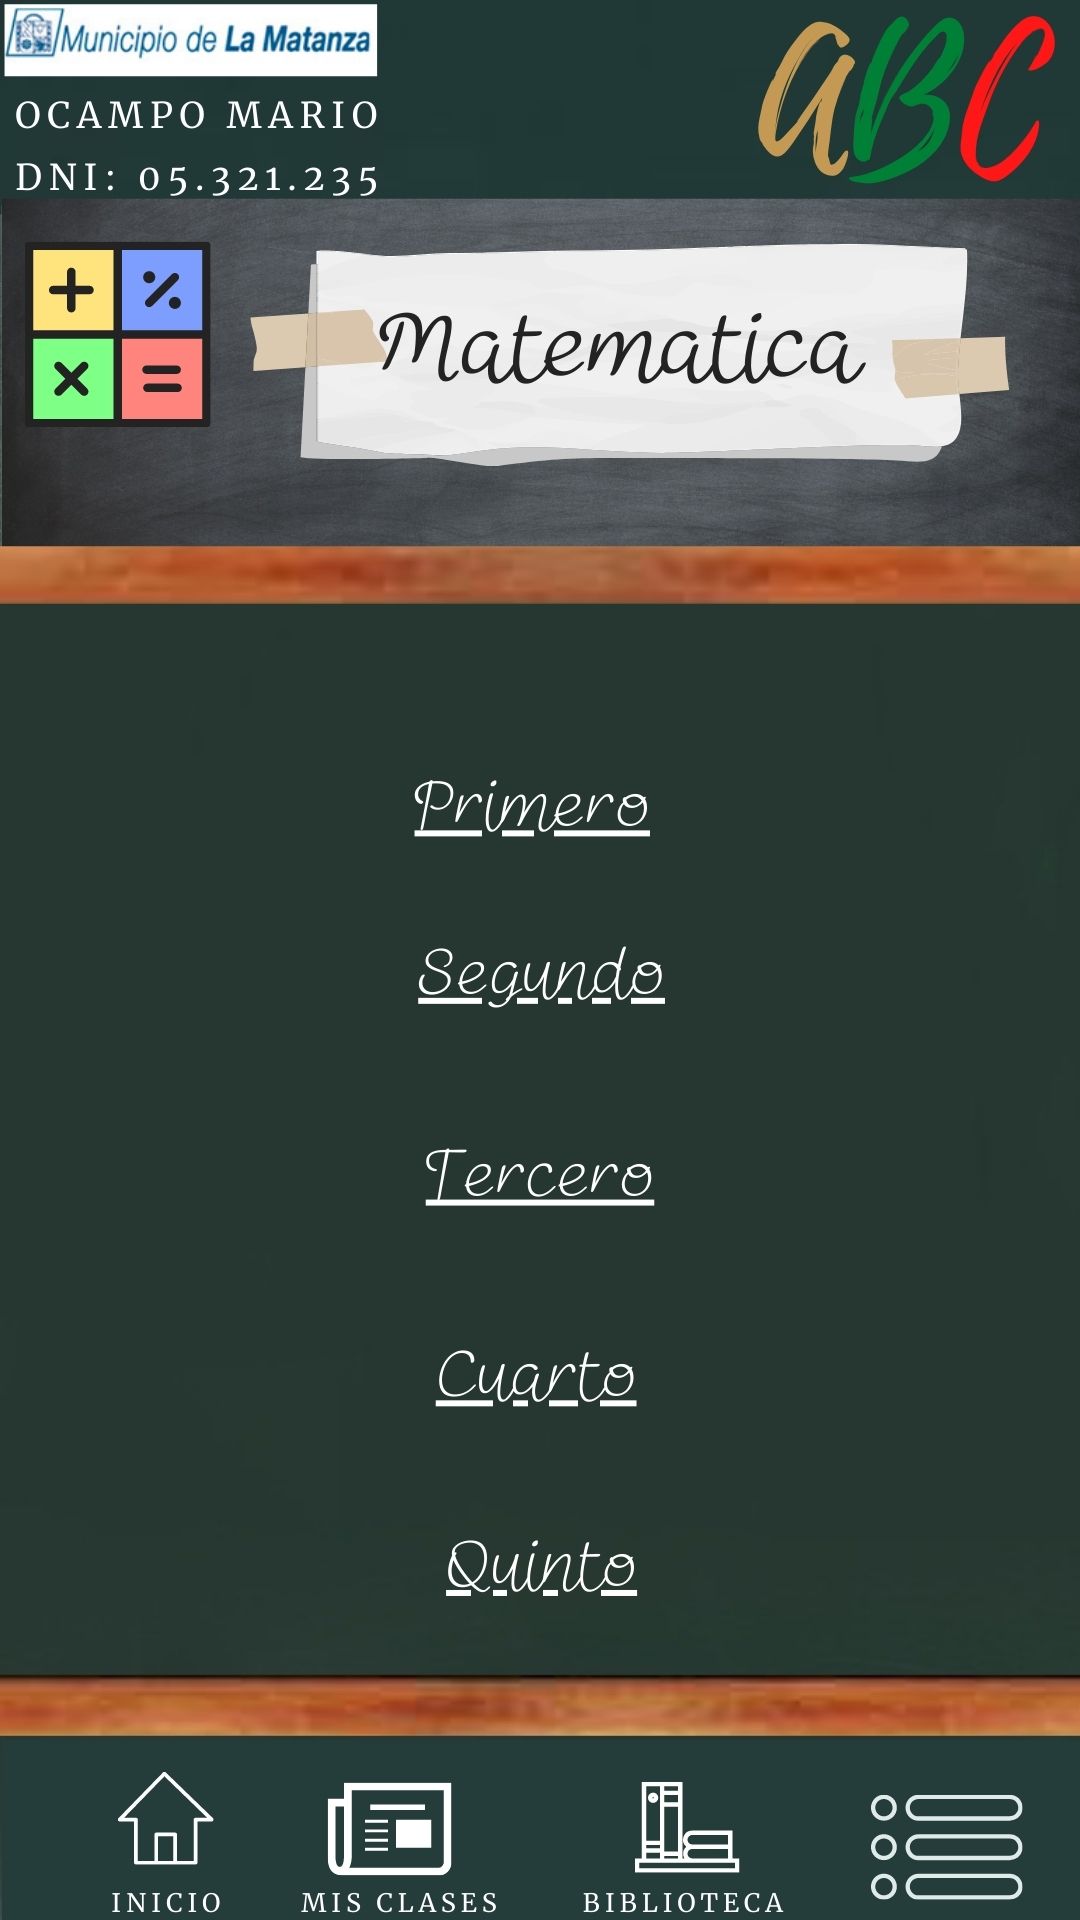 Municipio de La Matanza
aBC
OCAMPO MARIO
DNI: 05.321.235
Matematica
Primero
Segundo
Tercero
Cuarto
Quinto
INICIO
MIS CLASES
BIBLIOTECA